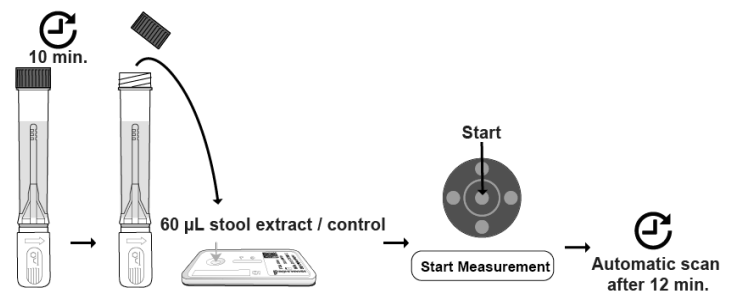 10 min.
60 µL stool extract / control
Start
Start Measurement
Automatic scan
after 12 min.